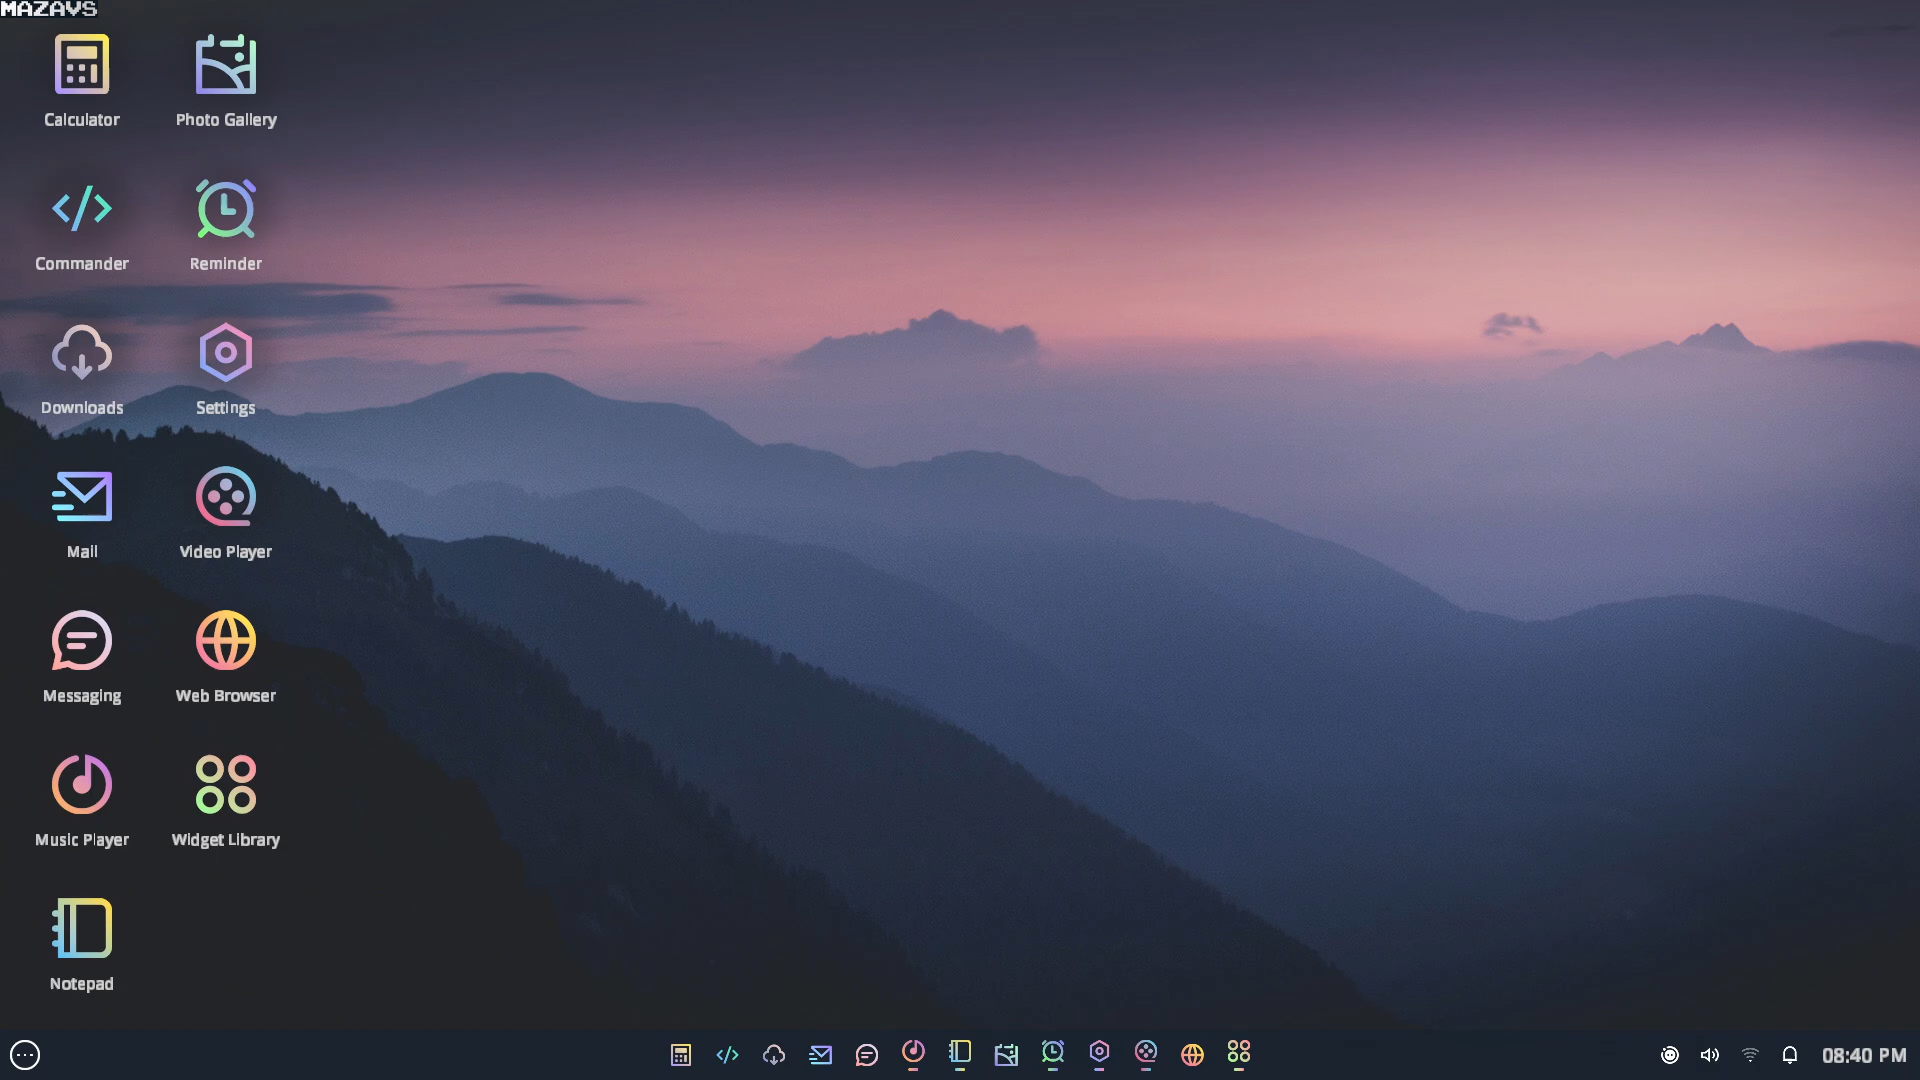 MAZAVS
Calculator
Photo Gallery
Commander
Reminder
Downloads
Settings
Mail
Video Player
Messaging
Web Browser
Music Player
Widget Library
Notepad
08:40 PM